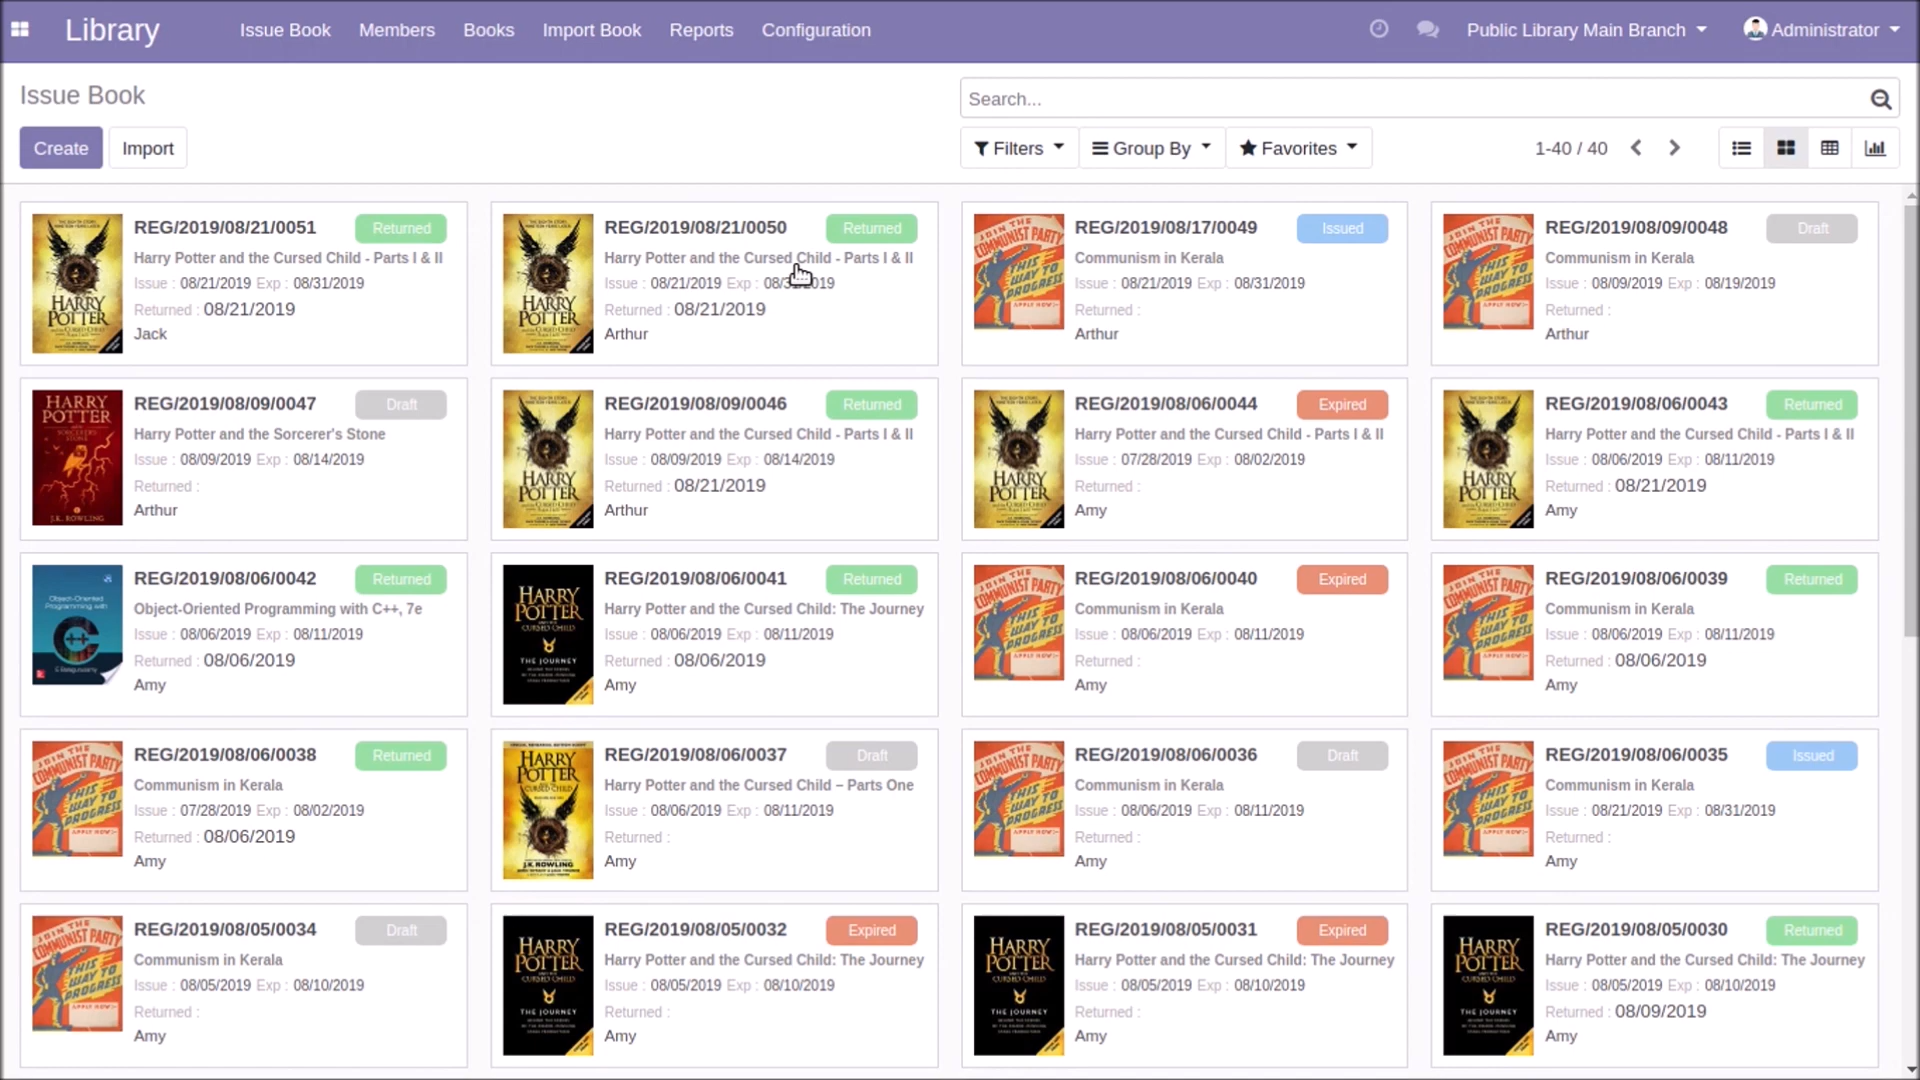 Library
Issue Book
Members
Books
Import Book
Reports
Configuration
Public Library Main Branch
Administrator
Issue Book
Search...
Create
Import
Filters
Group By
Favorites
1-40 / 40
REG/2019/08/21/0051 Returned
Harry Potter and the Cursed Child - Parts I & II
Issue : 08/21/2019 Exp : 08/31/2019
Returned : 08/21/2019
Jack
REG/2019/08/21/0050 Returned
Harry Potter and the Cursed Child - Parts I & II
Issue : 08/21/2019 Exp :
Returned : 08/21/2019
Arthur
REG/2019/08/17/0049 Issued
Communism in Kerala
Issue : 08/21/2019 Exp : 08/31/2019
Returned :
Arthur
REG/2019/08/09/0048 Draft
Communism in Kerala
Issue : 08/09/2019 Exp : 08/19/2019
Returned :
Arthur
REG/2019/08/09/0047 Draft
Harry Potter and the Sorcerer's Stone
Issue : 08/09/2019 Exp : 08/14/2019
Returned :
Arthur
REG/2019/08/09/0046 Returned
Harry Potter and the Cursed Child - Parts I & II
Issue : 08/09/2019 Exp : 08/14/2019
Returned : 08/21/2019
Arthur
REG/2019/08/06/0044 Expired
Harry Potter and the Cursed Child - Parts I & II
Issue : 07/28/2019 Exp : 08/02/2019
Returned :
Amy
REG/2019/08/06/0043 Returned
Harry Potter and the Cursed Child - Parts I & II
Issue : 08/06/2019 Exp : 08/11/2019
Returned : 08/21/2019
Amy
REG/2019/08/06/0042 Returned
Object-Oriented Programming with C++, 7e
Issue : 08/06/2019 Exp : 08/11/2019
Returned : 08/06/2019
Amy
REG/2019/08/06/0041 Returned
Harry Potter and the Cursed Child: The Journey
Issue : 08/06/2019 Exp : 08/11/2019
Returned : 08/06/2019
Amy
REG/2019/08/06/0040 Expired
Communism in Kerala
Issue : 08/06/2019 Exp : 08/11/2019
Returned :
Amy
REG/2019/08/06/0039 Returned
Communism in Kerala
Issue : 08/06/2019 Exp : 08/11/2019
Returned : 08/06/2019
Amy
REG/2019/08/06/0038 Returned
Communism in Kerala
Issue : 07/28/2019 Exp : 08/02/2019
Returned : 08/06/2019
Amy
REG/2019/08/06/0037 Draft
Harry Potter and the Cursed Child – Parts One
Issue : 08/06/2019 Exp : 08/11/2019
Returned :
Amy
REG/2019/08/06/0036 Draft
Communism in Kerala
Issue : 08/06/2019 Exp : 08/11/2019
Returned :
Amy
REG/2019/08/06/0035 Issued
Communism in Kerala
Issue : 08/21/2019 Exp : 08/31/2019
Returned :
Amy
REG/2019/08/05/0034 Draft
Communism in Kerala
Issue : 08/05/2019 Exp : 08/10/2019
Returned :
Amy
REG/2019/08/05/0032 Expired
Harry Potter and the Cursed Child: The Journey
Issue : 08/05/2019 Exp : 08/10/2019
Returned :
Amy
REG/2019/08/05/0031 Expired
Harry Potter and the Cursed Child: The Journey
Issue : 08/05/2019 Exp : 08/10/2019
Returned :
Amy
REG/2019/08/05/0030 Returned
Harry Potter and the Cursed Child: The Journey
Issue : 08/05/2019 Exp : 08/10/2019
Returned : 08/09/2019
Amy